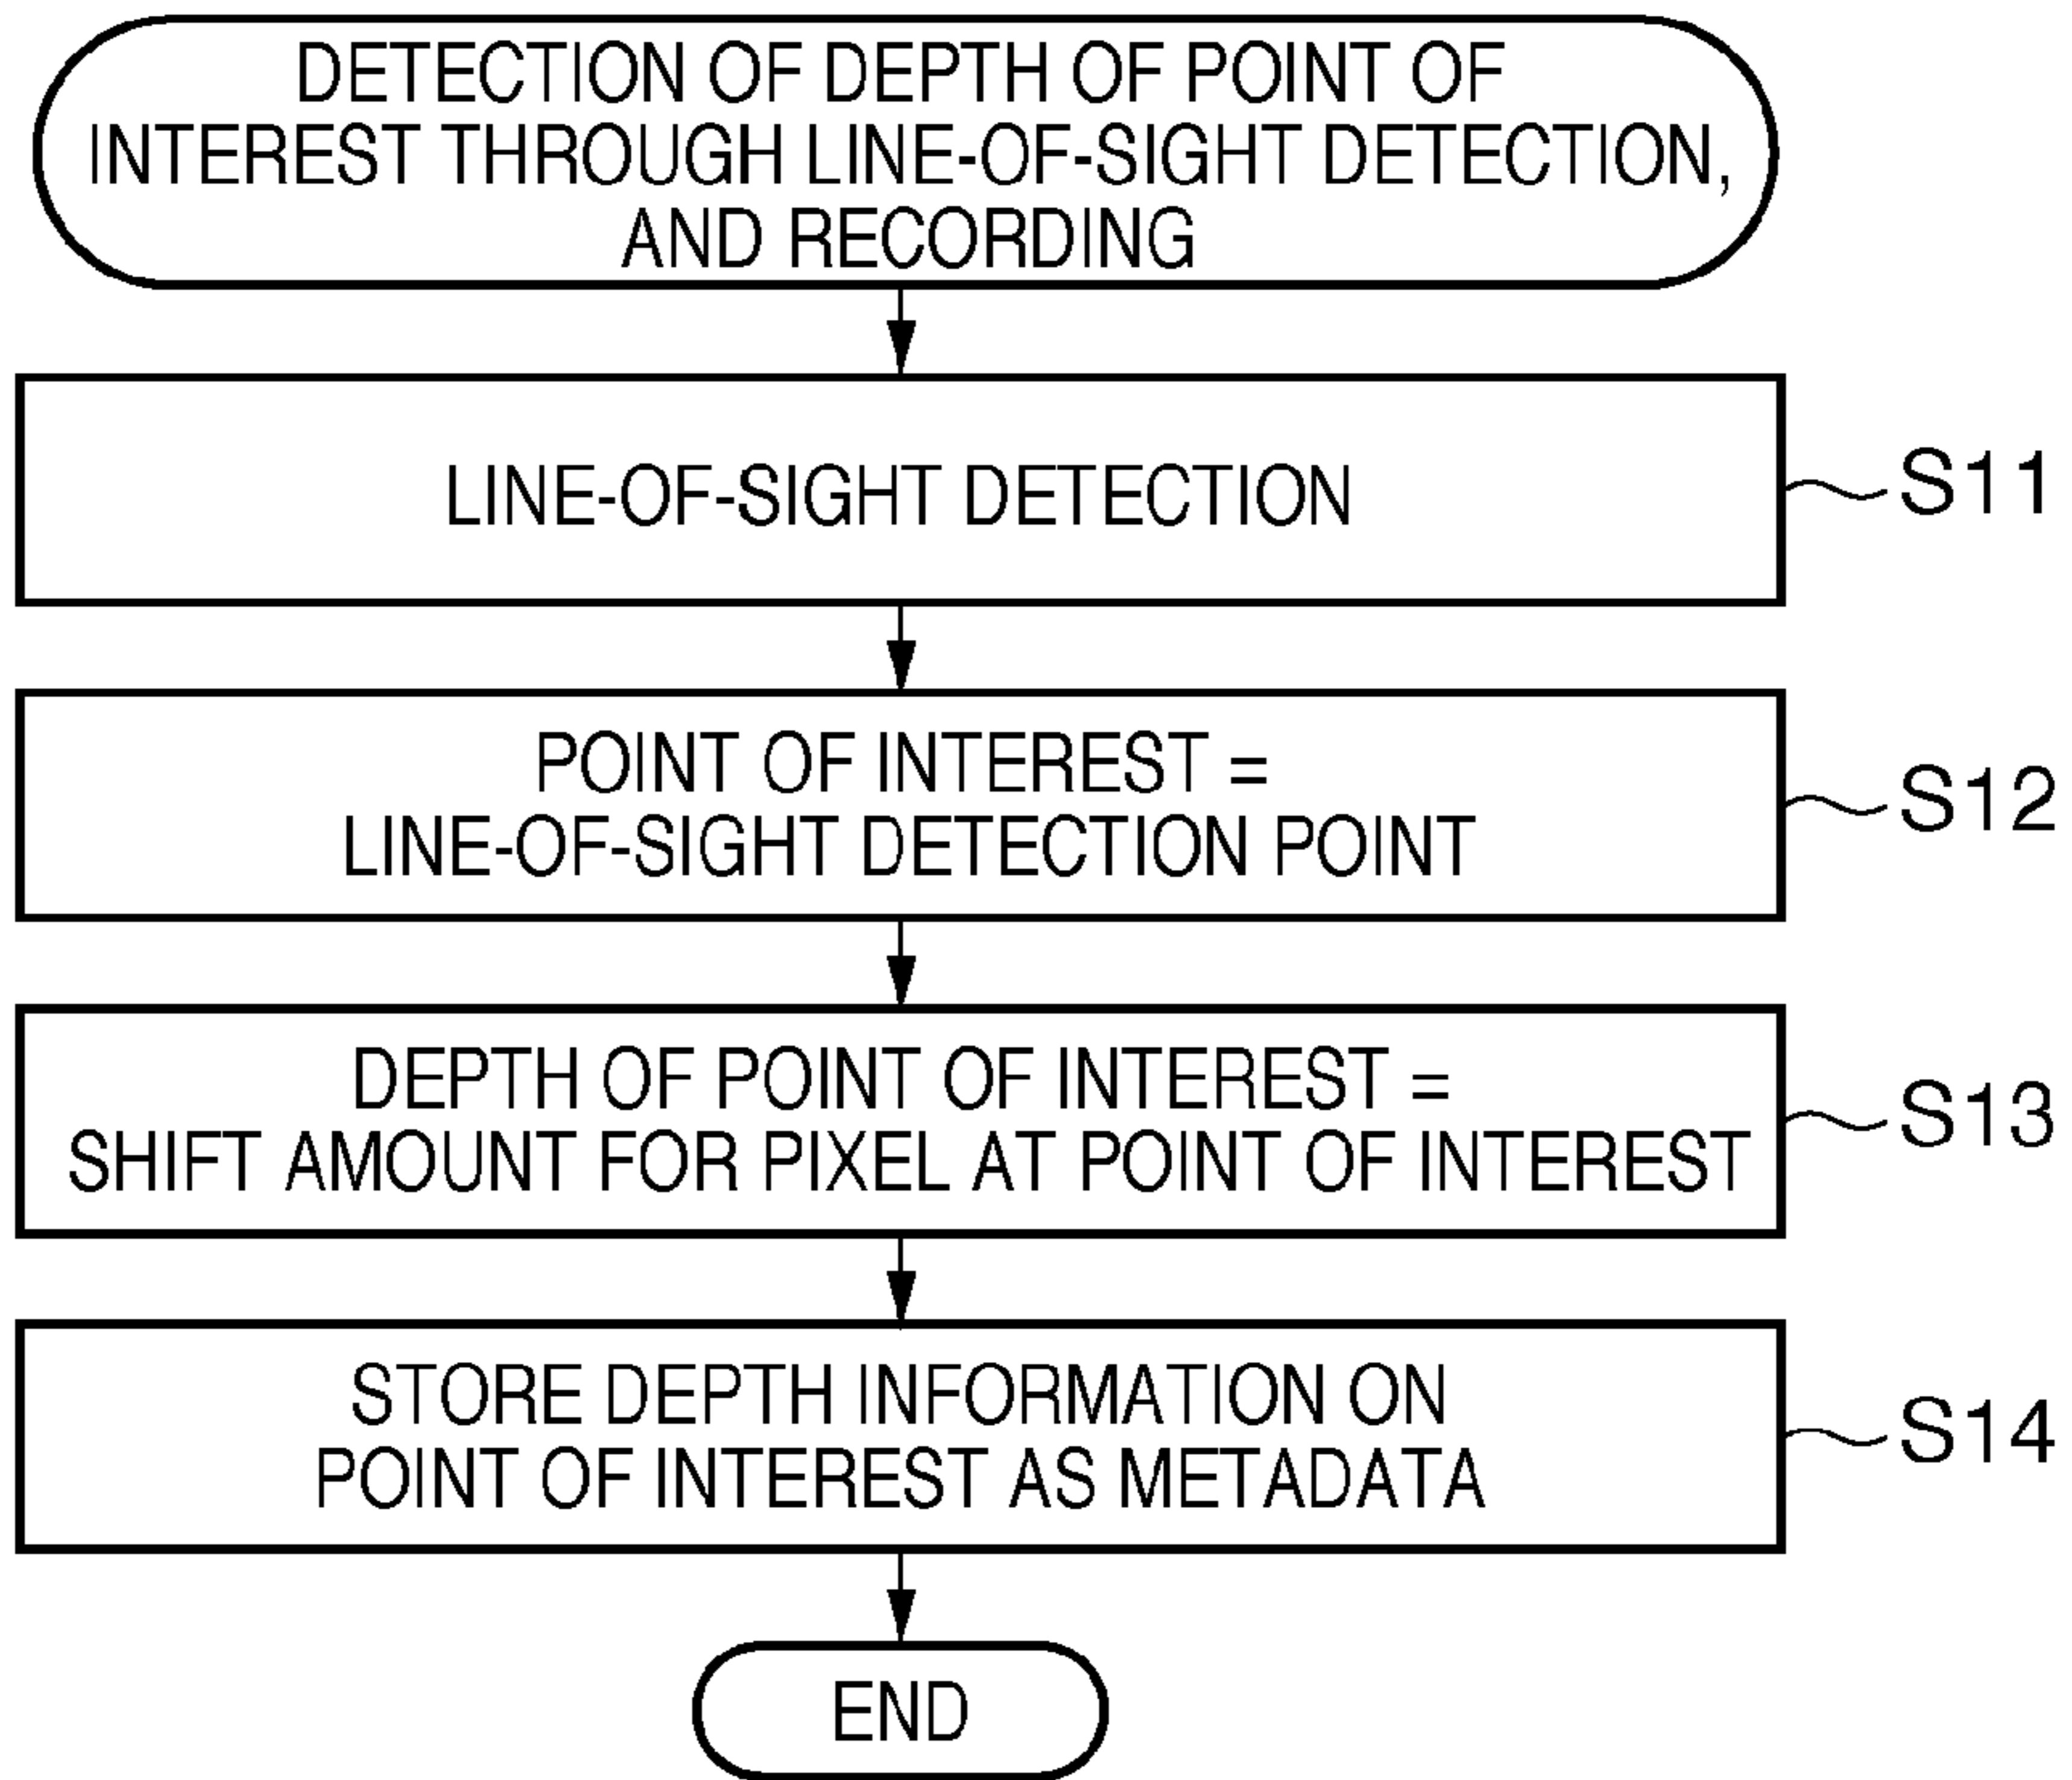 DETECTION OF DEPTH OF POINT OF
INTEREST THROUGH LINE-OF-SIGHT DETECTION,
AND RECORDING
LINE-OF-SIGHT DETECTION
S11
POINT OF INTEREST =
LINE-OF-SIGHT DETECTION POINT
S12
DEPTH OF POINT OF INTEREST =
SHIFT AMOUNT FOR PIXEL AT POINT OF INTEREST
S13
STORE DEPTH INFORMATION ON
POINT OF INTEREST AS METADATA
S14
END